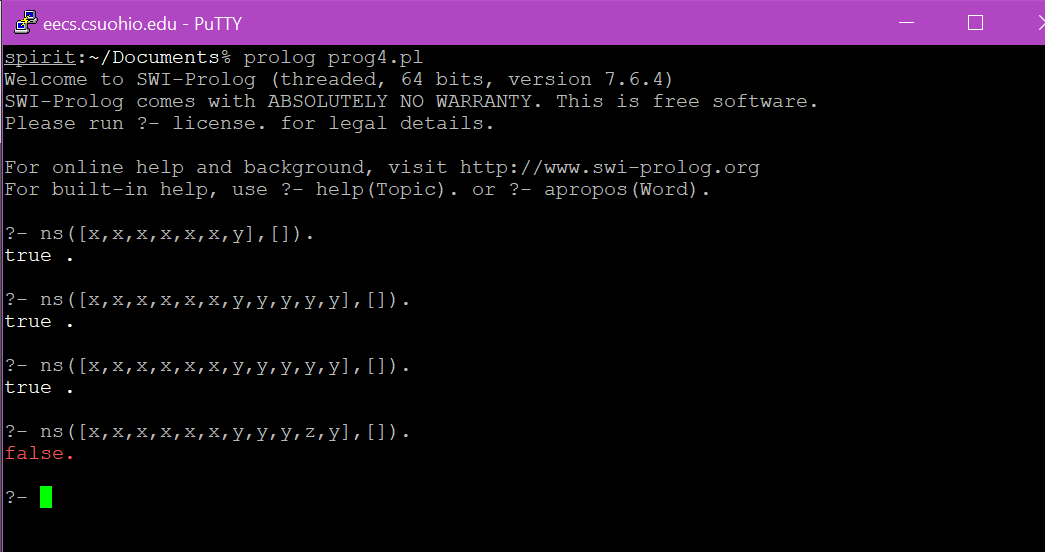 eecs.csuohio.edu - PuTTY
spirit:~/Documents% prolog prog4.pl
Welcome to SWI-Prolog (threaded, 64 bits, version 7.6.4)
SWI-Prolog comes with ABSOLUTELY NO WARRANTY. This is free software.
Please run ?- license. for legal details.
For online help and background, visit http://www.swi-prolog.org
For built-in help, use ?- help(Topic). or ?- apropos(Word).
?- ns([x,x,x,x,x,x,y],[]).
true .
?- ns([x,x,x,x,x,x,y,y,y,y,y],[]).
true .
?- ns([x,x,x,x,x,x,y,y,y,y,y],[]).
true .
?- ns([x,x,x,x,x,x,y,y,y,z,y],[]).
false.
?-